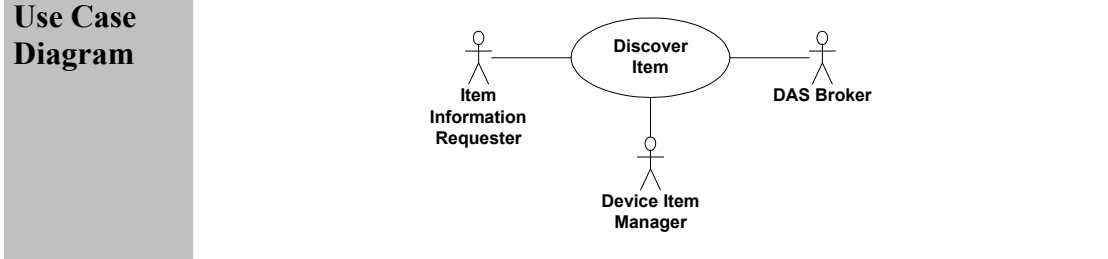 Use Case
Diagram
Discover
Item
Item
Information
Requester
DAS Broker
Device Item
Manager